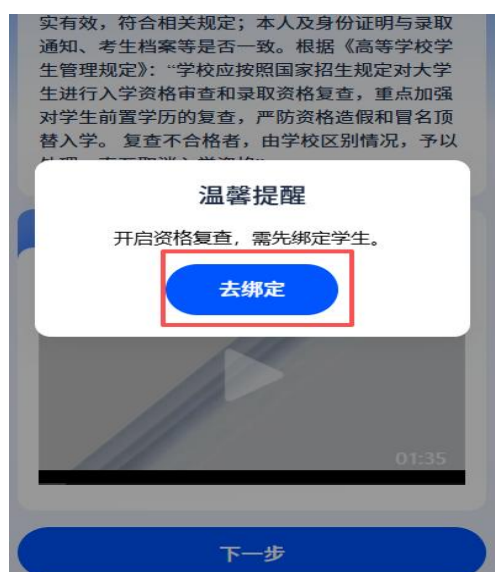 实有效，符合相关规定；本人及身份证明与录取
通知、考生档案等是否一致。根据《高等学校学
生管理规定》：“学校应按照国家招生规定对大学
生进行入学资格审查和录取资格复查，重点加强
对学生前置学历的复查，严防资格造假和冒名顶
替入学。 复查不合格者，由学校区别情况，予以
温馨提醒
开启资格复查，需先绑定学生。
去绑定
01:35
下一步